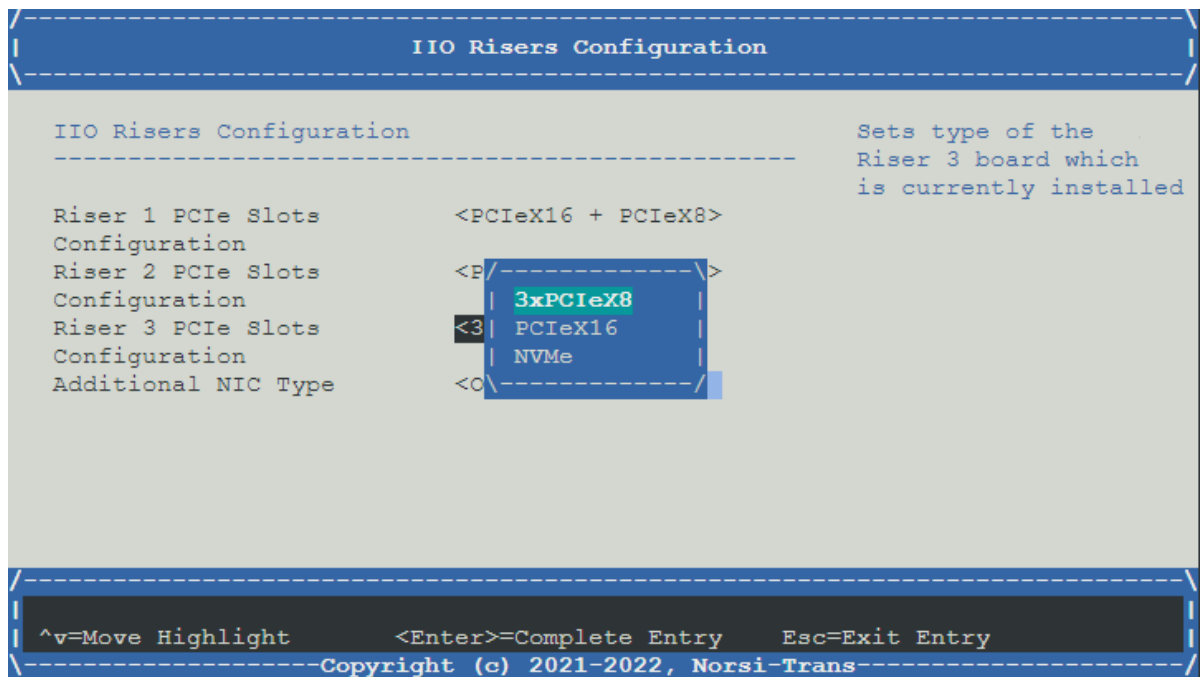 /------------------------------------------------------------------------------\
| IIO Risers Configuration |
\------------------------------------------------------------------------------/
IIO Risers Configuration
--------------------------------------------------
Sets type of the
Riser 3 board which
is currently installed
Riser 1 PCIe Slots <PCIeX16 + PCIeX8>
Configuration
Riser 2 PCIe Slots <P/-------------\>
Configuration | 3xPCIeX8 |
Riser 3 PCIe Slots <3| PCIeX16 |
Configuration | NVMe |
Additional NIC Type <O\-------------/
/------------------------------------------------------------------------------\
| |
| ^v=Move Highlight <Enter>=Complete Entry Esc=Exit Entry |
\--------------------Copyright (c) 2021-2022, Norsi-Trans----------------------/